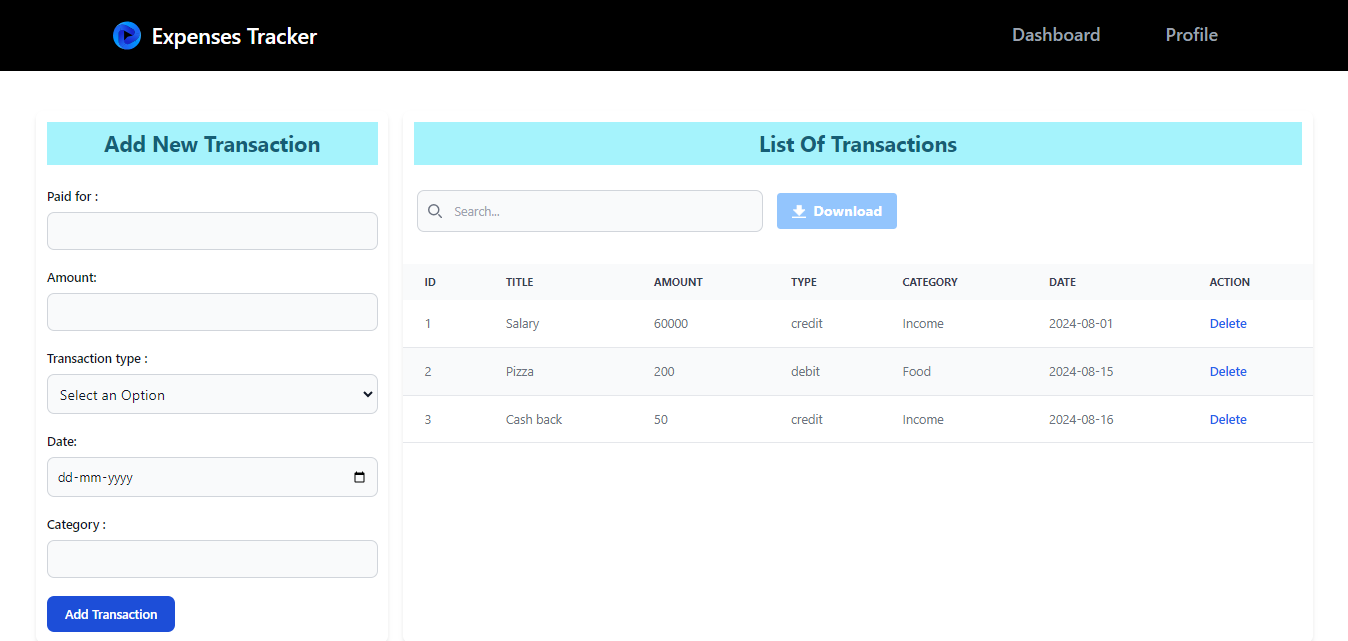 Expenses Tracker Dashboard Profile
Add New Transaction
Paid for :
Amount:
Transaction type :
Select an Option
Date:
dd-mm-yyyy
Category :
Add Transaction
List Of Transactions
Search... Download
ID TITLE AMOUNT TYPE CATEGORY DATE ACTION
1 Salary 60000 credit Income 2024-08-01 Delete
2 Pizza 200 debit Food 2024-08-15 Delete
3 Cash back 50 credit Income 2024-08-16 Delete